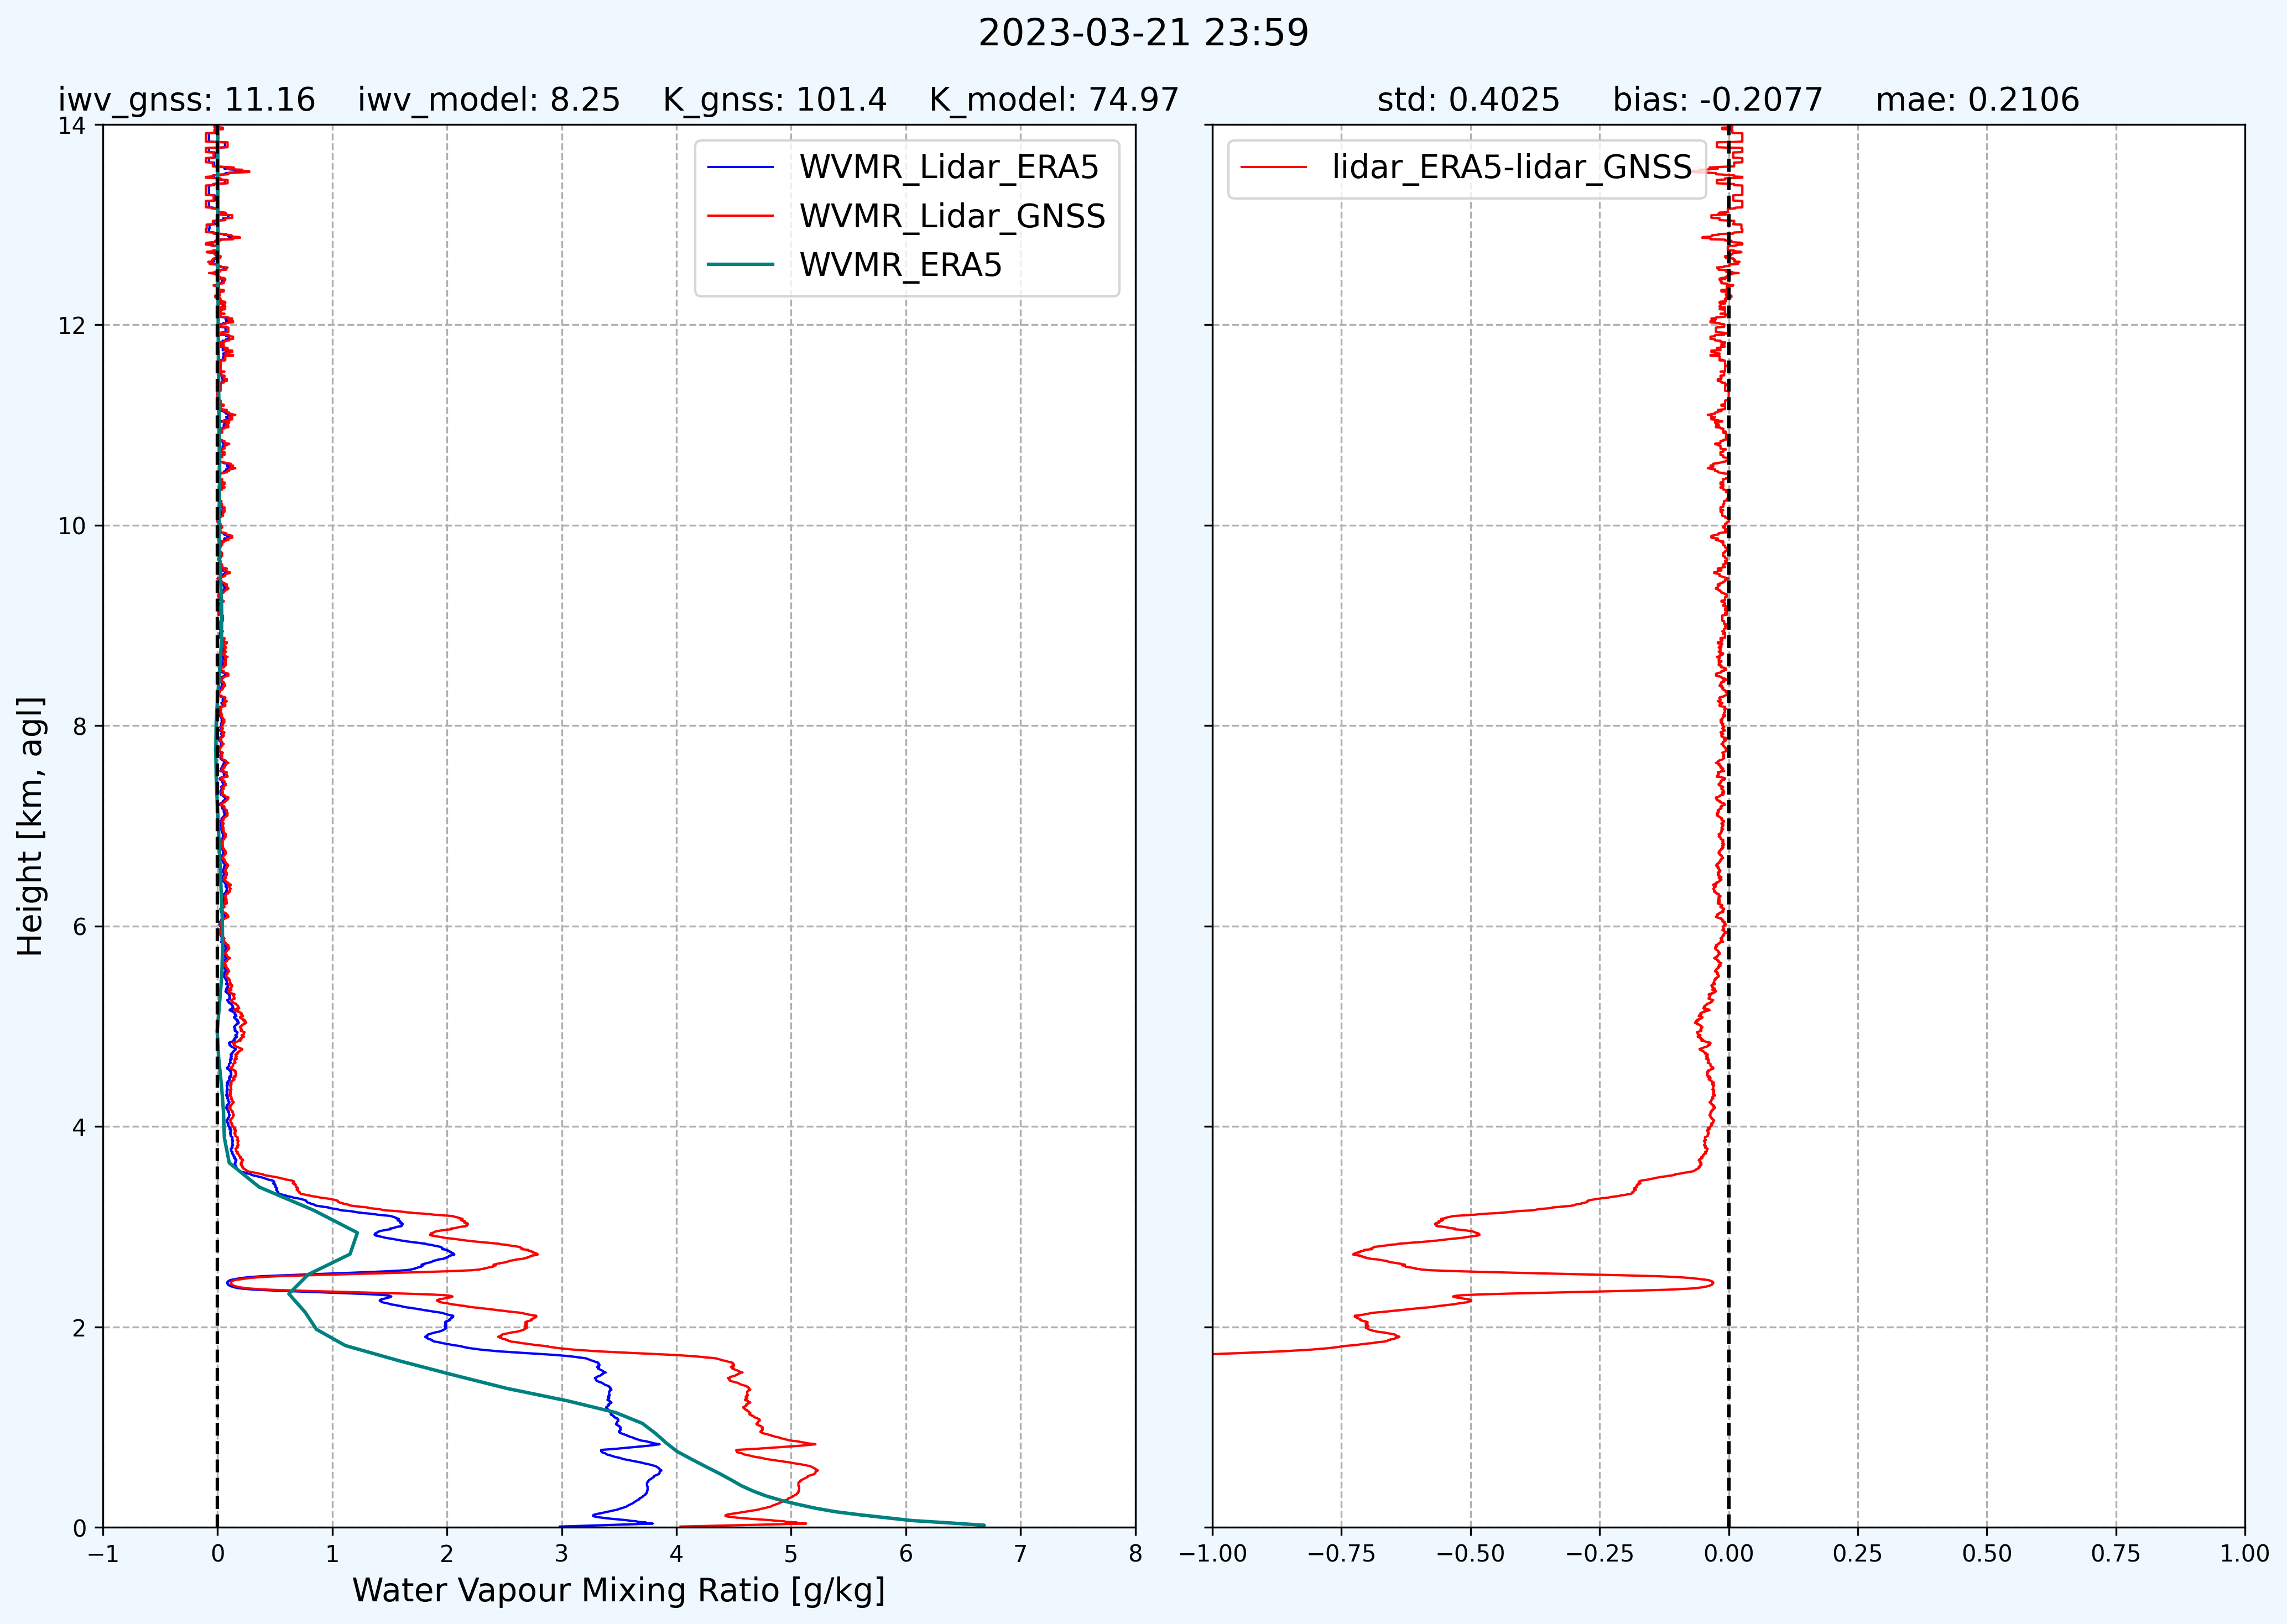 2023-03-21 23:59
iwv_gnss: 11.16 iwv_model: 8.25 K_gnss: 101.4 K_model: 74.97
std: 0.4025 bias: -0.2077 mae: 0.2106
WVMR_Lidar_ERA5
WVMR_Lidar_GNSS
WVMR_ERA5
lidar_ERA5-lidar_GNSS
14
12
10
8
6
4
2
0
Height [km, agl]
−1 0 1 2 3 4 5 6 7 8
Water Vapour Mixing Ratio [g/kg]
−1.00 −0.75 −0.50 −0.25 0.00 0.25 0.50 0.75 1.00